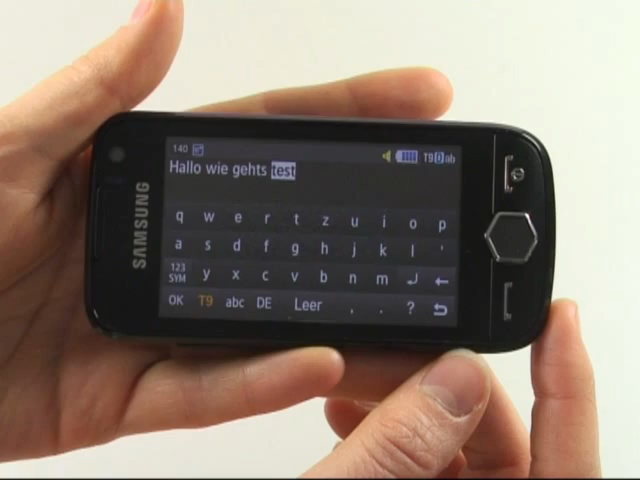 140
T9 D ab
Hallo wie gehts test
SAMSUNG
q w e r t z u i o p
a s d f g h j k l '
123 SYM y x c v b n m
OK T9 abc DE Leer , . ?